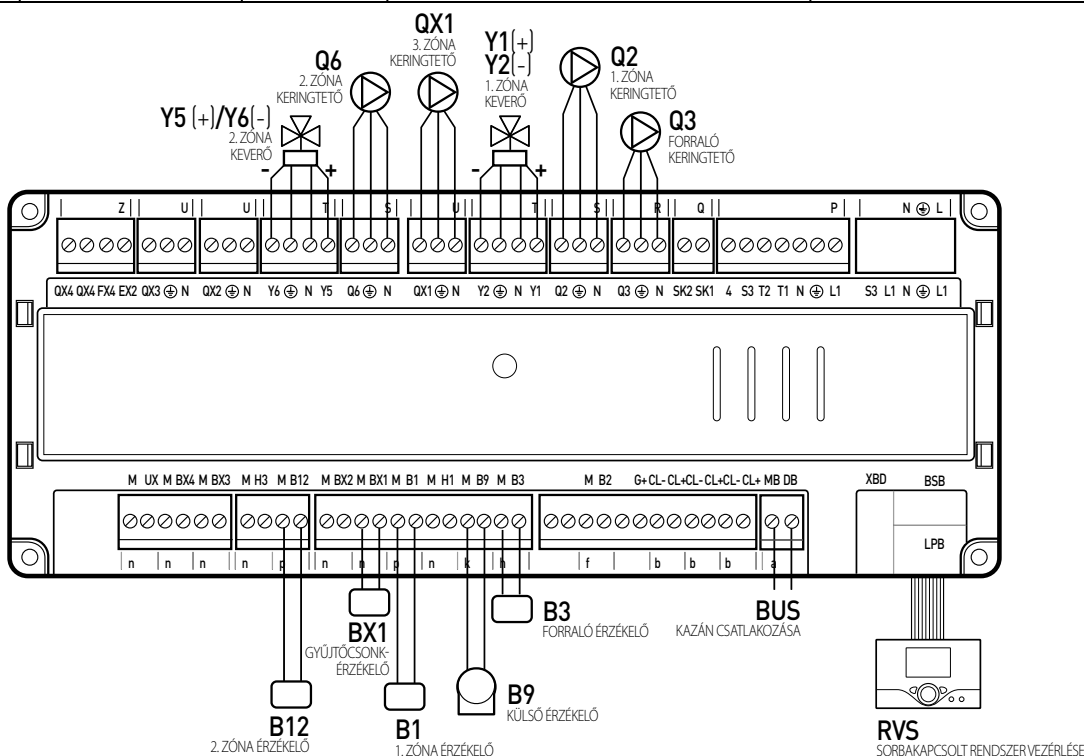 QX1
3. ZÓNA
KERINGTETŐ
Q6
2. ZÓNA
KERINGTETŐ
Y1(+)
Y2(-)
1. ZÓNA
KEVERŐ
Q2
1. ZÓNA
KERINGTETŐ
Y5 (+)/Y6(-)
2. ZÓNA
KEVERŐ
Q3
FORRALÓ
KERINGTETŐ
- +
- +
Z U U T S U T S R Q P N L
QX4 QX4 FX4 EX2 QX3 N QX2 N Y6 N Y5 Q6 N QX1 N Y2 N Y1 Q2 N Q3 N SK2 SK1 4 S3 T2 T1 N L1 S3 L1 N L1
M UX M BX4 M BX3 M H3 M B12 M BX2 M BX1 M B1 M H1 M B9 M B3 M B2 G+ CL- CL+ CL- CL+ CL- CL+ MB DB
XBD BSB
LPB
n n n n p n n p n k h f b b b a
BX1
GYŰJTŐCSONK-
ÉRZÉKELŐ
B3
FORRALÓ ÉRZÉKELŐ
BUS
KAZÁN CSATLAKOZÁSA
B12
2. ZÓNA ÉRZÉKELŐ
B1
1. ZÓNA ÉRZÉKELŐ
B9
KÜLSŐ ÉRZÉKELŐ
RVS
SORBAKAPCSOLT RENDSZER VEZÉRLÉSE